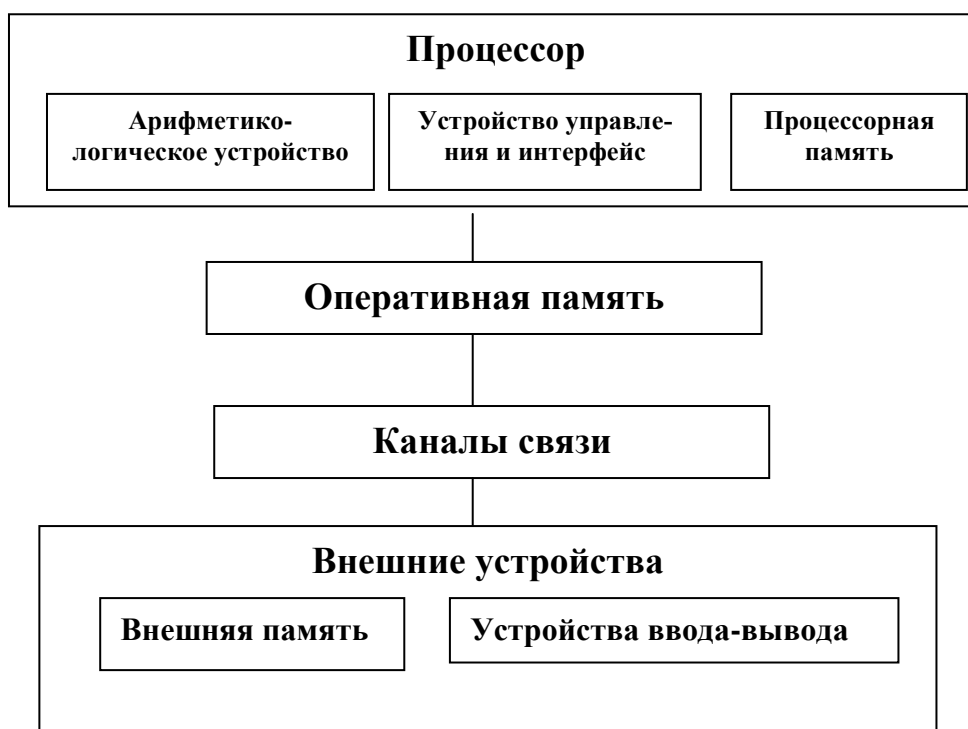 Процессор
Арифметико-
логическое устройство
Устройство управле-
ния и интерфейс
Процессорная
память
Оперативная память
Каналы связи
Внешние устройства
Внешняя память
Устройства ввода-вывода